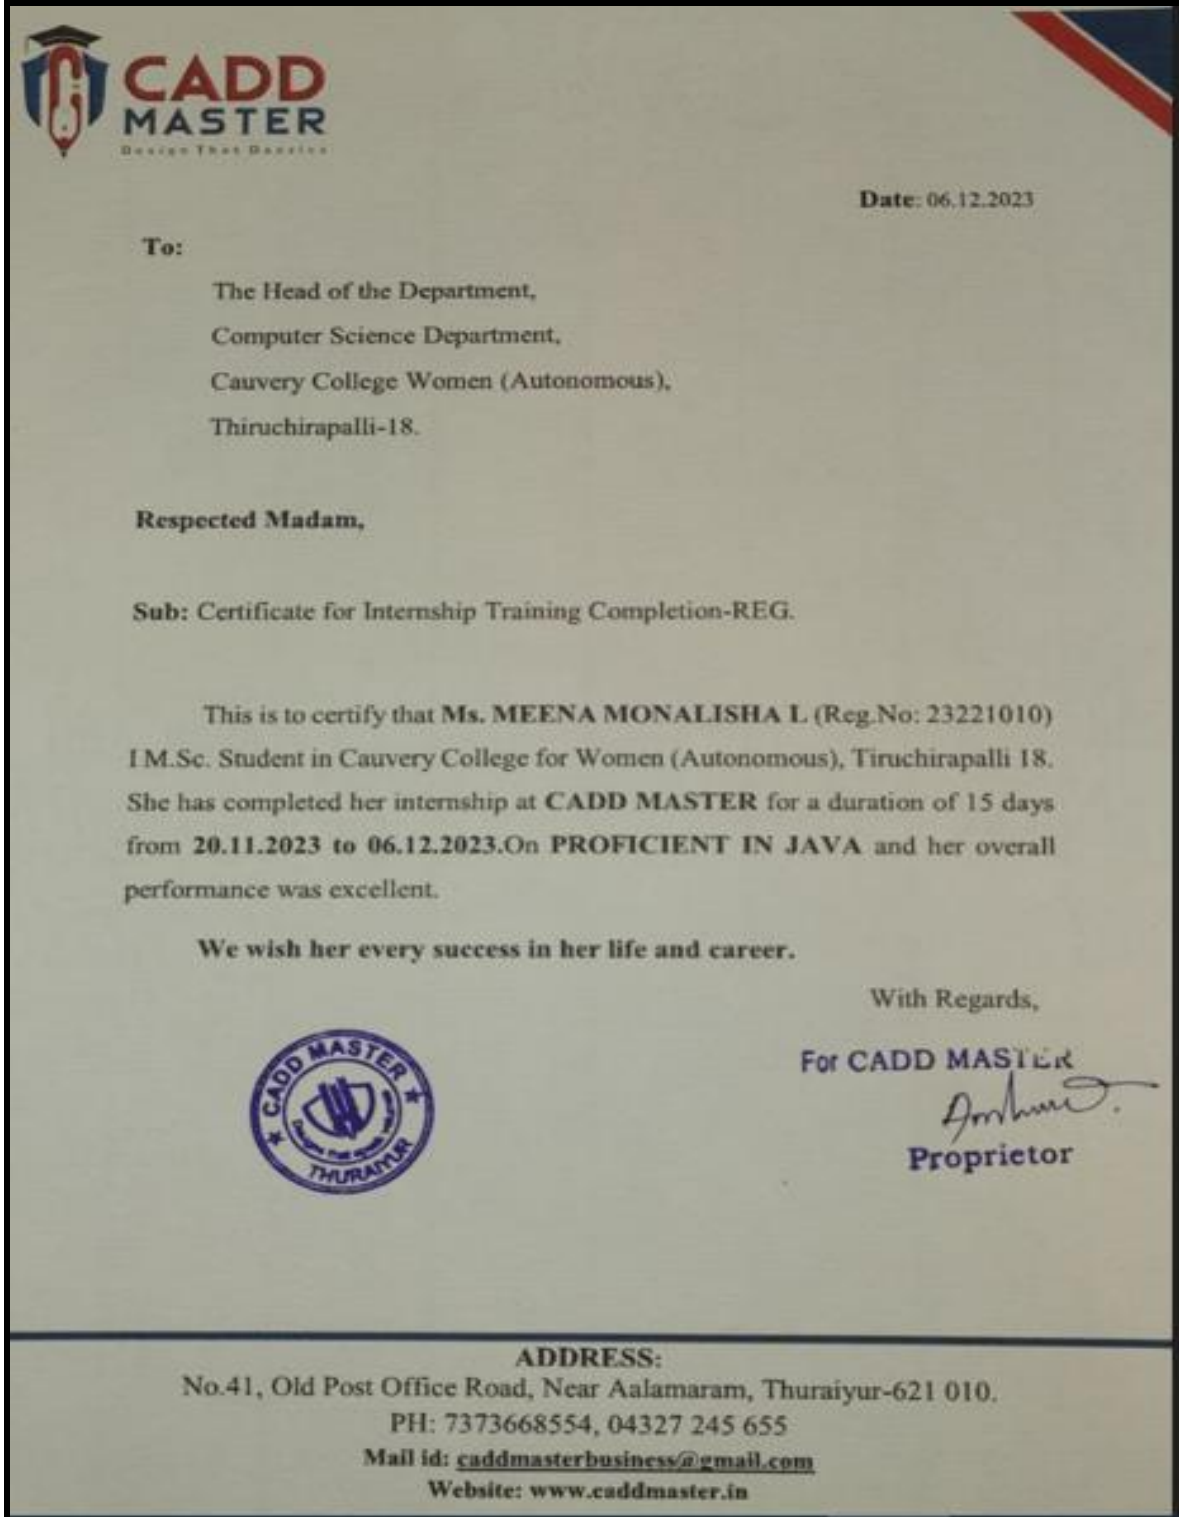 CADD
MASTER
Date: 06.12.2023
To:
The Head of the Department,
Computer Science Department,
Cauvery College Women (Autonomous),
Thiruchirapalli-18.
Respected Madam,
Sub: Certificate for Internship Training Completion-REG.
This is to certify that Ms. MEENA MONALISHA L (Reg.No: 23221010)
I M.Sc. Student in Cauvery College for Women (Autonomous), Tiruchirapalli 18.
She has completed her internship at CADD MASTER for a duration of 15 days
from 20.11.2023 to 06.12.2023.On PROFICIENT IN JAVA and her overall
performance was excellent.
We wish her every success in her life and career.
With Regards,
For CADD MASTER
Proprietor
CADD MASTER
THURAIYUR
ADDRESS:
No.41, Old Post Office Road, Near Aalamaram, Thuraiyur-621 010.
PH: 7373668554, 04327 245 655
Mail id: caddmasterbusiness@gmail.com
Website: www.caddmaster.in